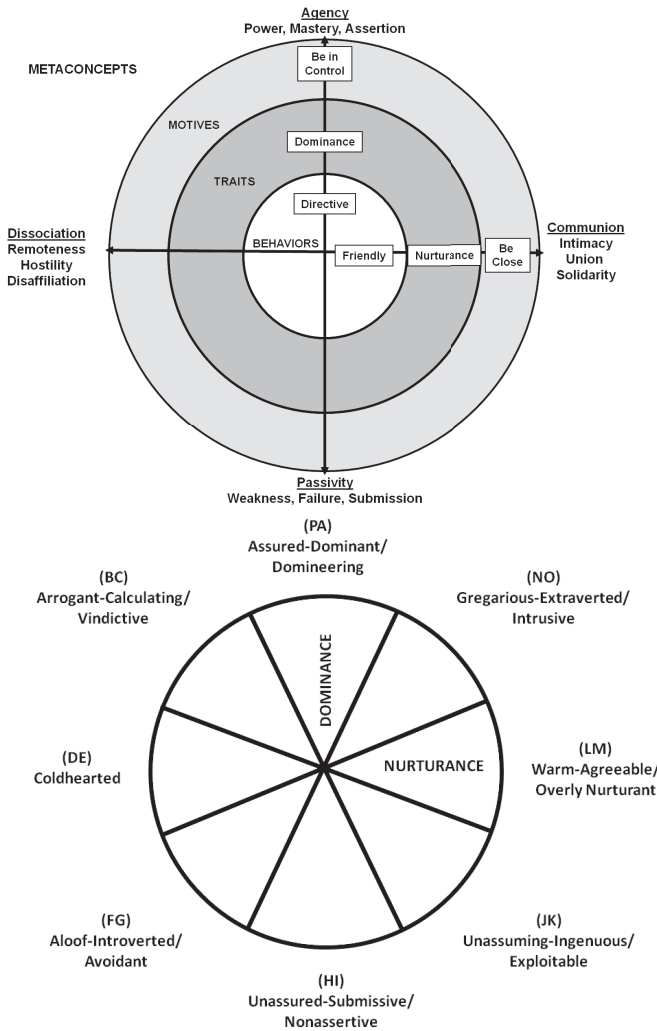 Agency
Power, Mastery, Assertion
METACONCEPTS
Be in
Control
MOTIVES
Dominance
TRAITS
Directive
Dissociation
Remoteness
Hostility
Disaffiliation
BEHAVIORS
Friendly
Nurturance
Be
Close
Communion
Intimacy
Union
Solidarity
Passivity
Weakness, Failure, Submission
(PA)
Assured-Dominant/
Domineering
(BC)
Arrogant-Calculating/
Vindictive
(NO)
Gregarious-Extraverted/
Intrusive
DOMINANCE
(DE)
Coldhearted
NURTURANCE
(LM)
Warm-Agreeable/
Overly Nurturant
(FG)
Aloof-Introverted/
Avoidant
(JK)
Unassuming-Ingenuous/
Exploitable
(HI)
Unassured-Submissive/
Nonassertive